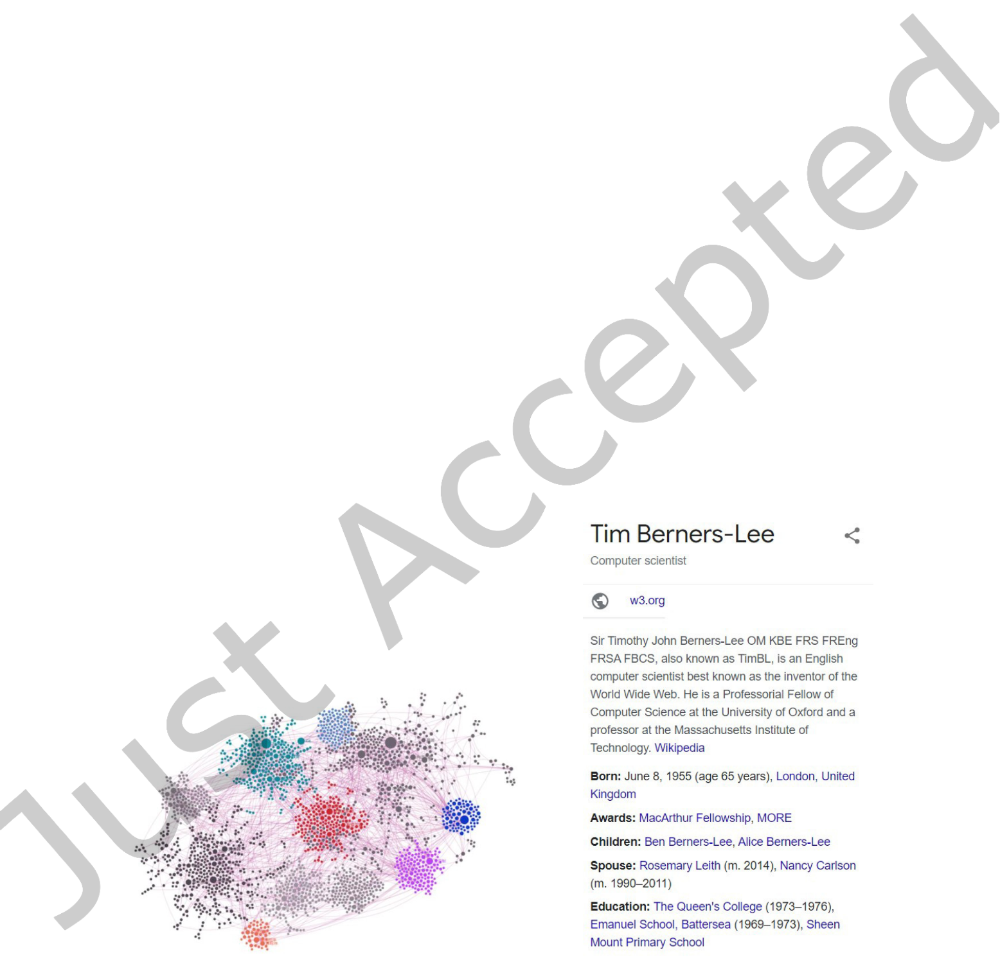 Just Accepted
Tim Berners-Lee
Computer scientist
w3.org
Sir Timothy John Berners-Lee OM KBE FRS FREng
FRSA FBCS, also known as TimBL, is an English
computer scientist best known as the inventor of the
World Wide Web. He is a Professorial Fellow of
Computer Science at the University of Oxford and a
professor at the Massachusetts Institute of
Technology. Wikipedia
Born: June 8, 1955 (age 65 years), London, United
Kingdom
Awards: MacArthur Fellowship, MORE
Children: Ben Berners-Lee, Alice Berners-Lee
Spouse: Rosemary Leith (m. 2014), Nancy Carlson
(m. 1990–2011)
Education: The Queen's College (1973–1976),
Emanuel School, Battersea (1969–1973), Sheen
Mount Primary School